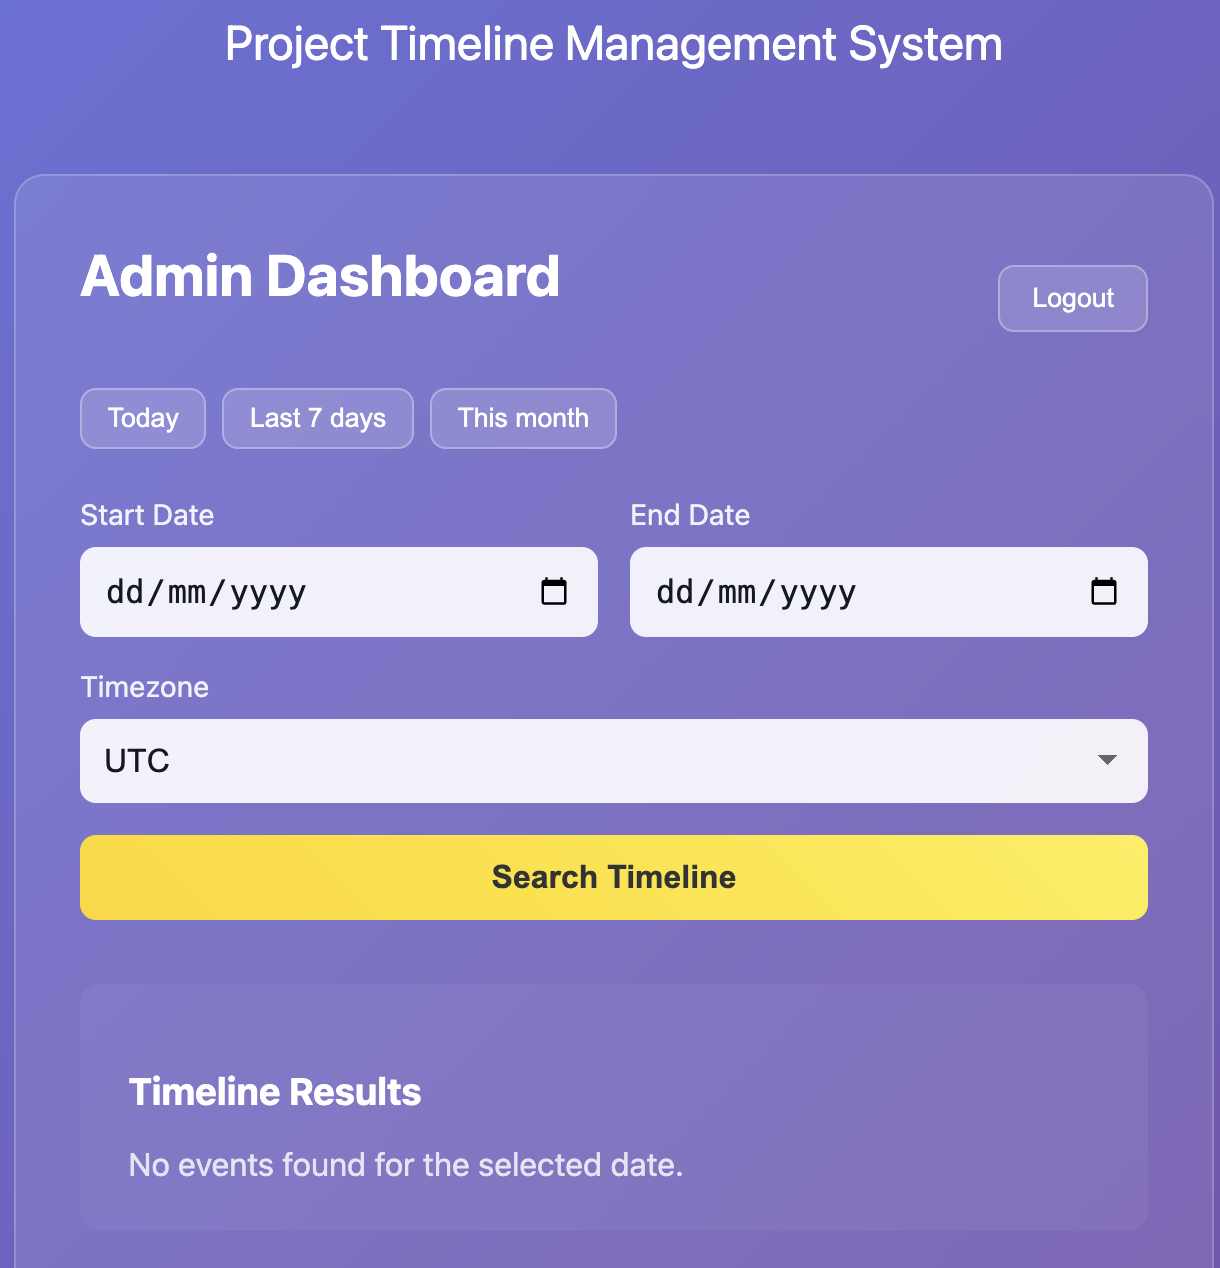 Project Timeline Management System
Admin Dashboard
Logout
Today
Last 7 days
This month
Start Date
End Date
dd/mm/yyyy
dd/mm/yyyy
Timezone
UTC
Search Timeline
Timeline Results
No events found for the selected date.